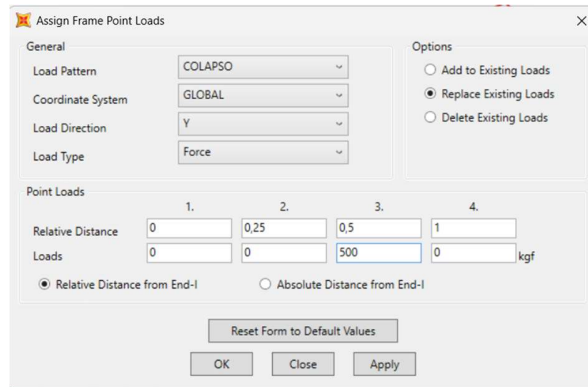 Assign Frame Point Loads
General
Load Pattern COLAPSO
Coordinate System GLOBAL
Load Direction Y
Load Type Force
Options
Add to Existing Loads
Replace Existing Loads
Delete Existing Loads
Point Loads
1. 2. 3. 4.
Relative Distance 0 0,25 0,5 1
Loads 0 0 500 0 kgf
Relative Distance from End-I Absolute Distance from End-I
Reset Form to Default Values
OK Close Apply